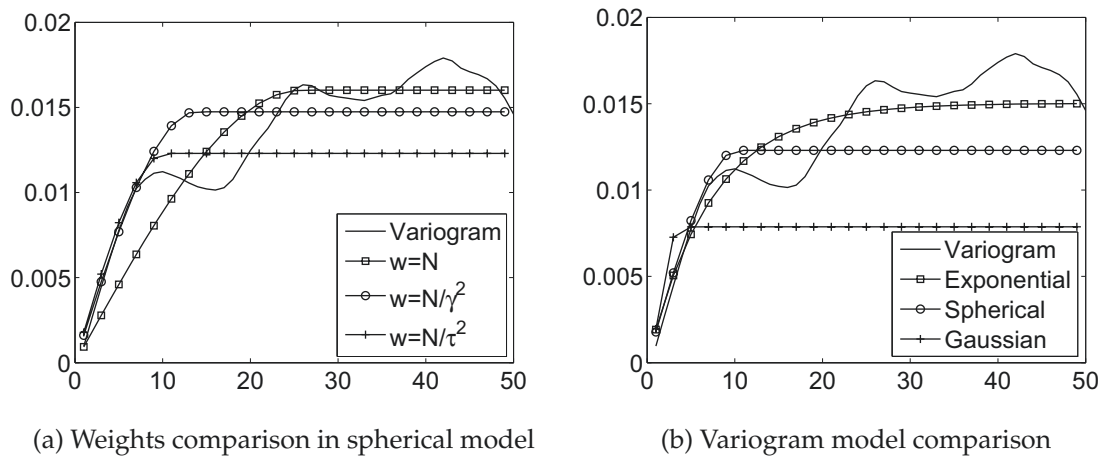 0.02
0.015
0.01
0.005
0
0 10 20 30 40 50
Variogram
w=N
w=N/γ²
w=N/τ²
(a) Weights comparison in spherical model
0.02
0.015
0.01
0.005
0
0 10 20 30 40 50
Variogram
Exponential
Spherical
Gaussian
(b) Variogram model comparison